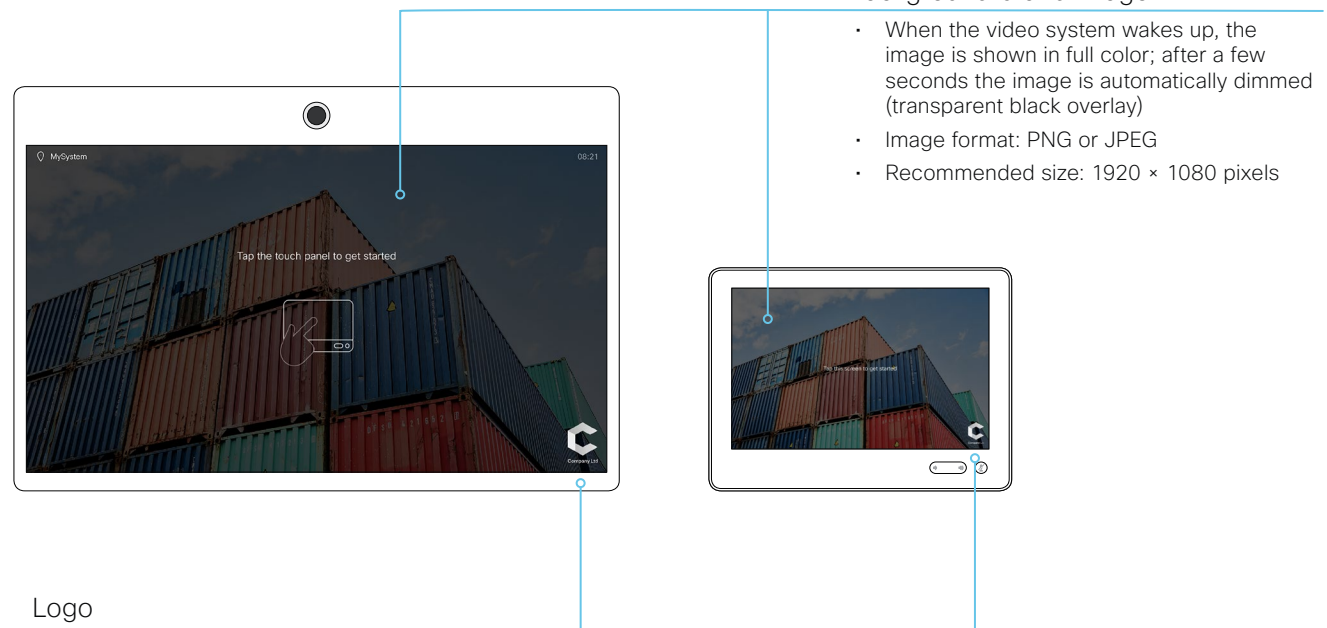 • When the video system wakes up, the
image is shown in full color; after a few
seconds the image is automatically dimmed
(transparent black overlay)
• Image format: PNG or JPEG
• Recommended size: 1920 × 1080 pixels
MySystem
08:21
Tap the touch panel to get started
Company Ltd
Tap the screen to get started
Logo